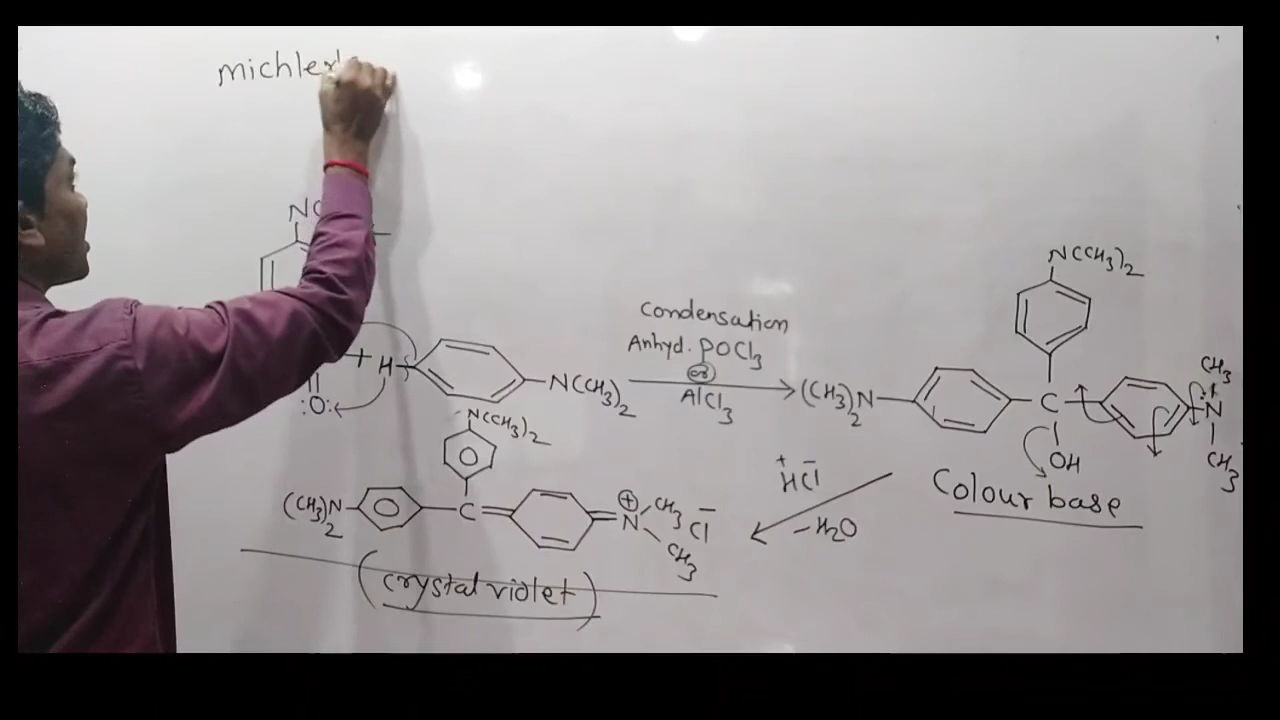 michler's
N(
+ H
:O:
N(CH3)2
Condensation
Anhyd. POCl3
(or)
AlCl3
N(CH3)2
(CH3)2N
C
OH
CH3
N
CH3
Colour base
+ -
HCl
-H2O
N(CH3)2
(CH3)2N
C
+
N
CH3
CH3
Cl-
(crystal violet)